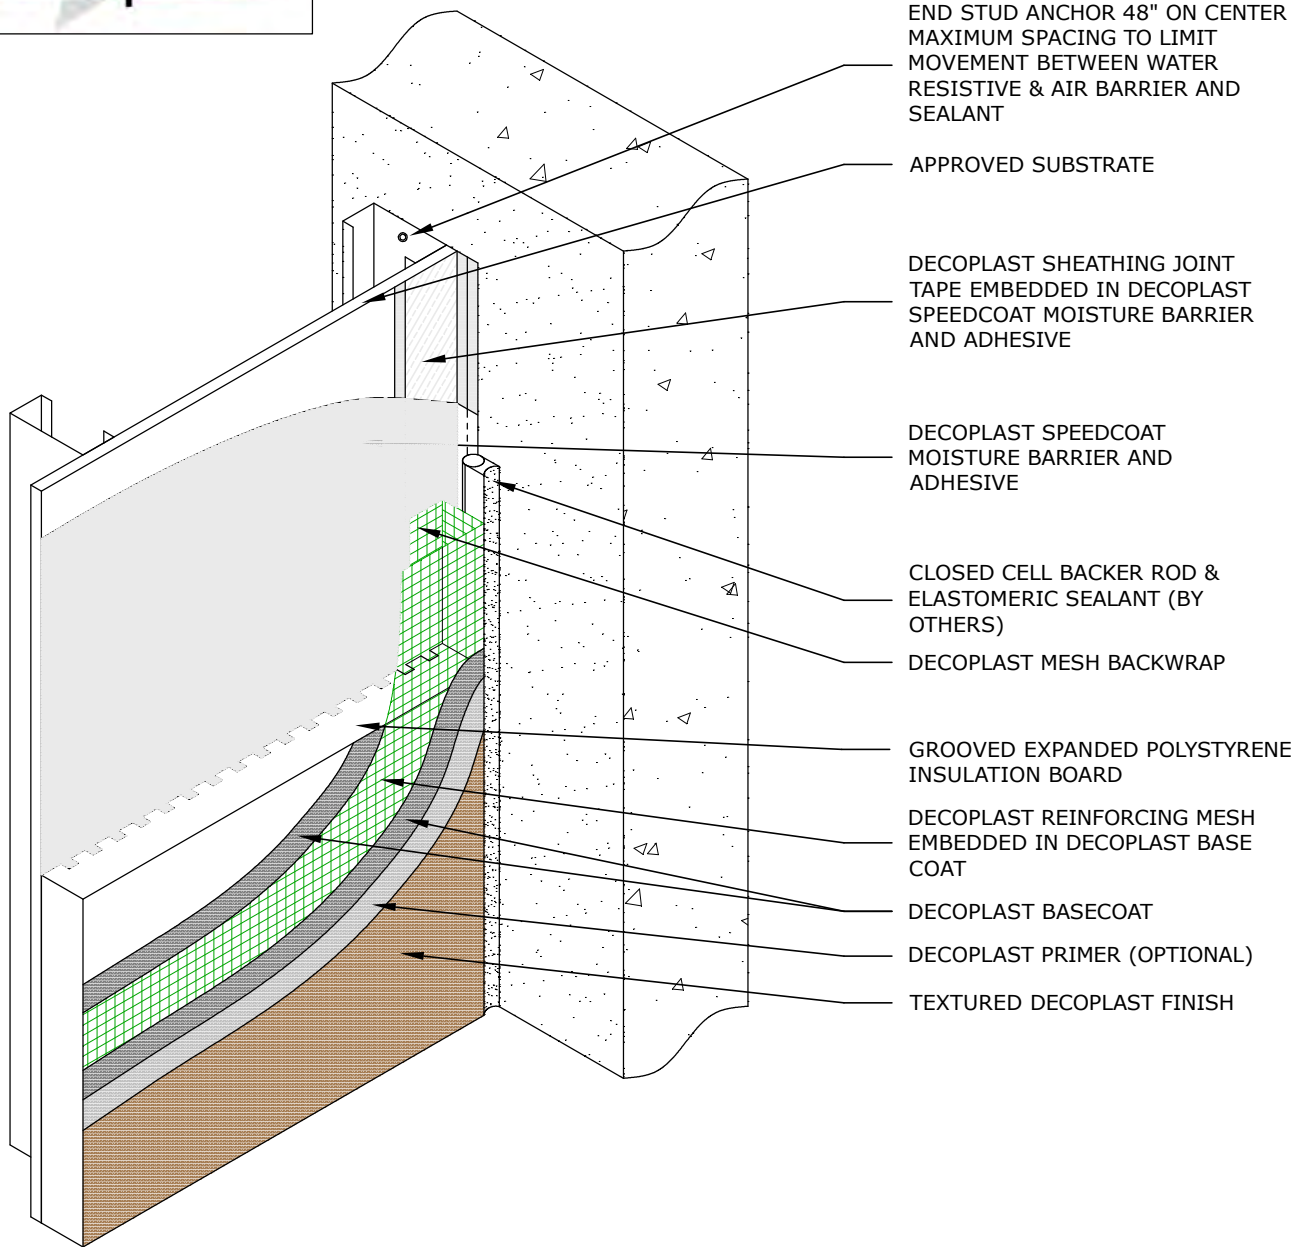 END STUD ANCHOR 48" ON CENTER
MAXIMUM SPACING TO LIMIT
MOVEMENT BETWEEN WATER
RESISTIVE & AIR BARRIER AND
SEALANT
APPROVED SUBSTRATE
DECOPLAST SHEATHING JOINT
TAPE EMBEDDED IN DECOPLAST
SPEEDCOAT MOISTURE BARRIER
AND ADHESIVE
DECOPLAST SPEEDCOAT
MOISTURE BARRIER AND
ADHESIVE
CLOSED CELL BACKER ROD &
ELASTOMERIC SEALANT (BY
OTHERS)
DECOPLAST MESH BACKWRAP
GROOVED EXPANDED POLYSTYRENE
INSULATION BOARD
DECOPLAST REINFORCING MESH
EMBEDDED IN DECOPLAST BASE
COAT
DECOPLAST BASECOAT
DECOPLAST PRIMER (OPTIONAL)
TEXTURED DECOPLAST FINISH